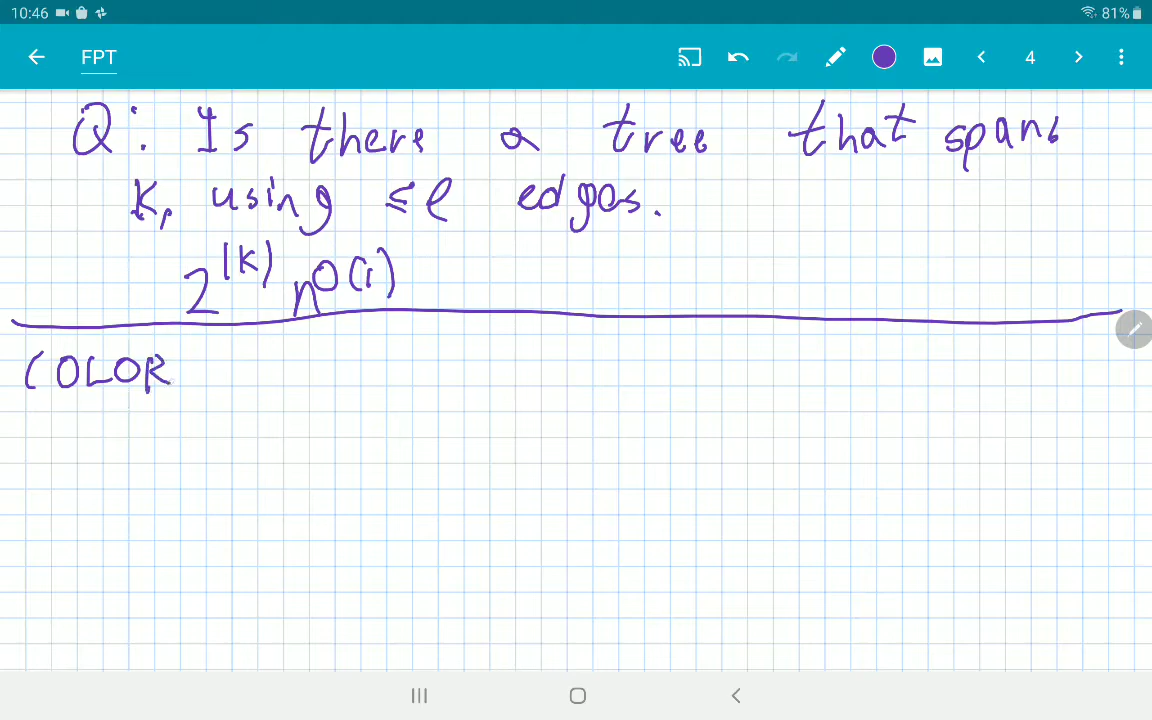 10:46 81%
FPT 4
Q: Is there a tree that spans
K, using ≤ℓ edges.
2^|K| n^O(1)
COLOR